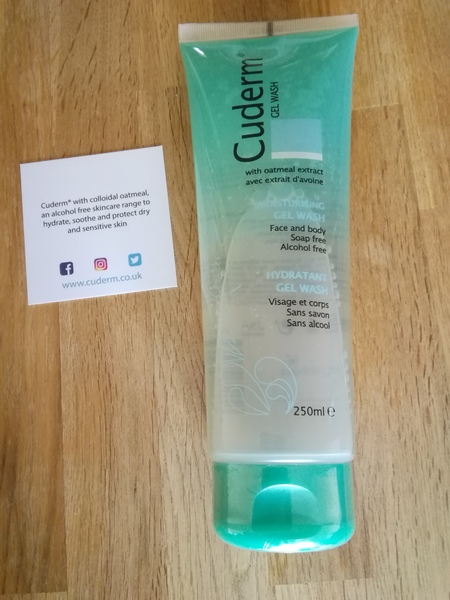 Cuderm® with colloidal oatmeal,
an alcohol free skincare range to
hydrate, soothe and protect dry
and sensitive skin
www.cuderm.co.uk
Cuderm®
GEL WASH
with oatmeal extract
avec extrait d'avoine
MOISTURISING
GEL WASH
Face and body
Soap free
Alcohol free
HYDRATANT
GEL WASH
Visage et corps
Sans savon
Sans alcool
250ml ℮